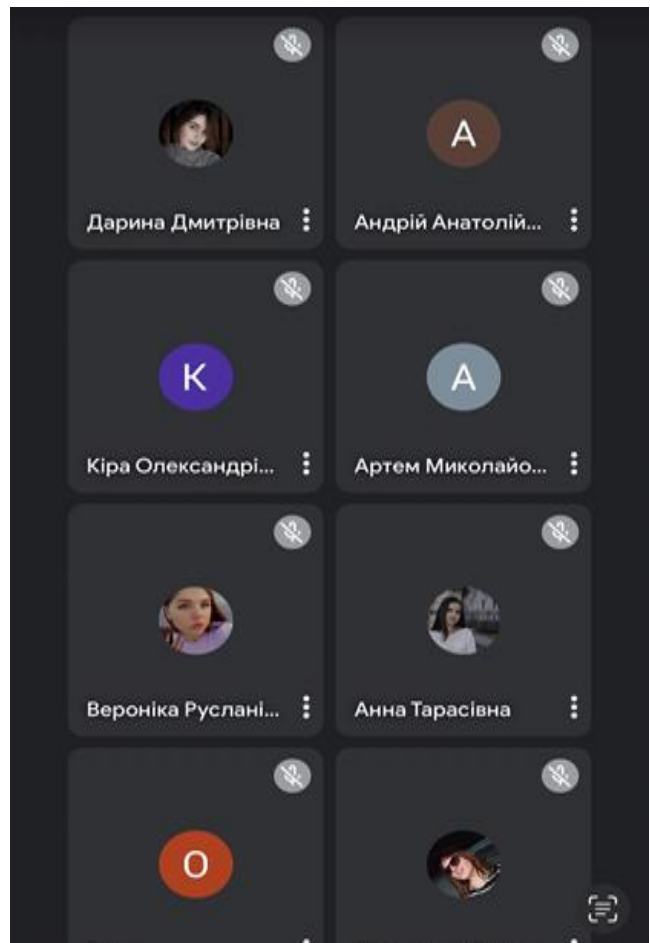 А
Дарина Дмитрівна
Андрій Анатолій...
К
А
Кіра Олександрі...
Артем Миколайо...
Вероніка Руслані...
Анна Тарасівна
О